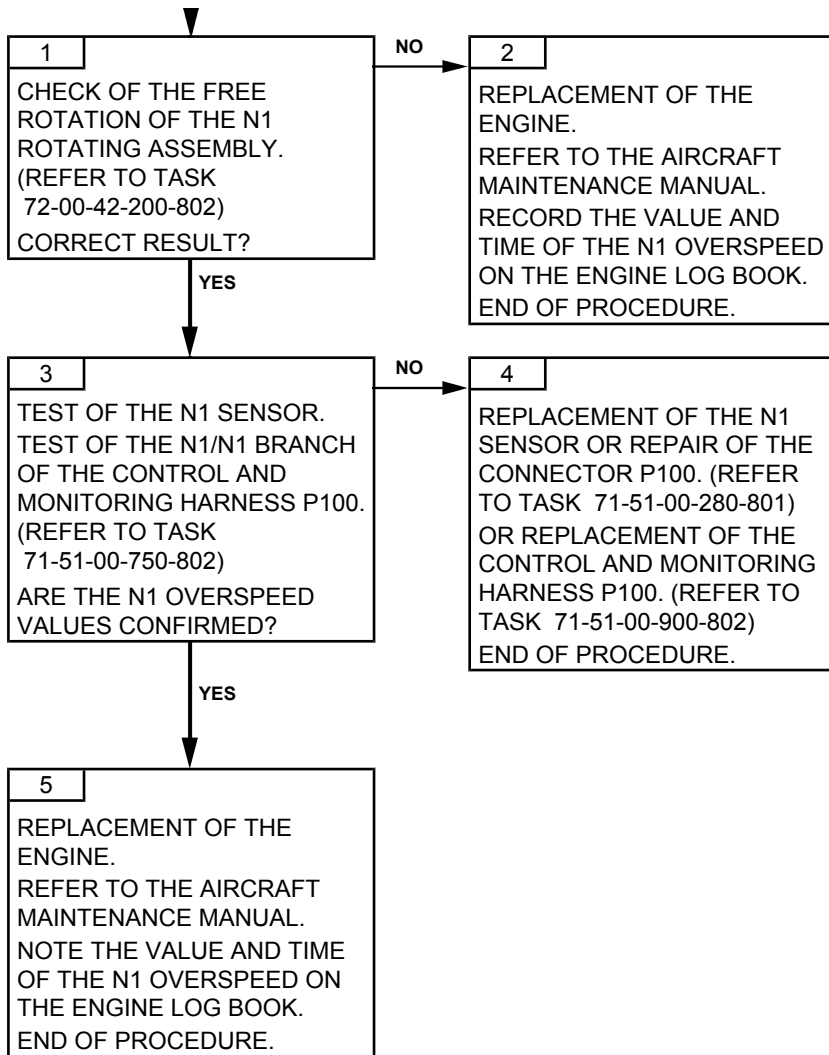 1
CHECK OF THE FREE
ROTATION OF THE N1
ROTATING ASSEMBLY.
(REFER TO TASK
72-00-42-200-802)
CORRECT RESULT?
NO
2
REPLACEMENT OF THE
ENGINE.
REFER TO THE AIRCRAFT
MAINTENANCE MANUAL.
RECORD THE VALUE AND
TIME OF THE N1 OVERSPEED
ON THE ENGINE LOG BOOK.
END OF PROCEDURE.
YES
3
TEST OF THE N1 SENSOR.
TEST OF THE N1/N1 BRANCH
OF THE CONTROL AND
MONITORING HARNESS P100.
(REFER TO TASK
71-51-00-750-802)
ARE THE N1 OVERSPEED
VALUES CONFIRMED?
NO
4
REPLACEMENT OF THE N1
SENSOR OR REPAIR OF THE
CONNECTOR P100. (REFER
TO TASK 71-51-00-280-801)
OR REPLACEMENT OF THE
CONTROL AND MONITORING
HARNESS P100. (REFER TO
TASK 71-51-00-900-802)
END OF PROCEDURE.
YES
5
REPLACEMENT OF THE
ENGINE.
REFER TO THE AIRCRAFT
MAINTENANCE MANUAL.
NOTE THE VALUE AND TIME
OF THE N1 OVERSPEED ON
THE ENGINE LOG BOOK.
END OF PROCEDURE.